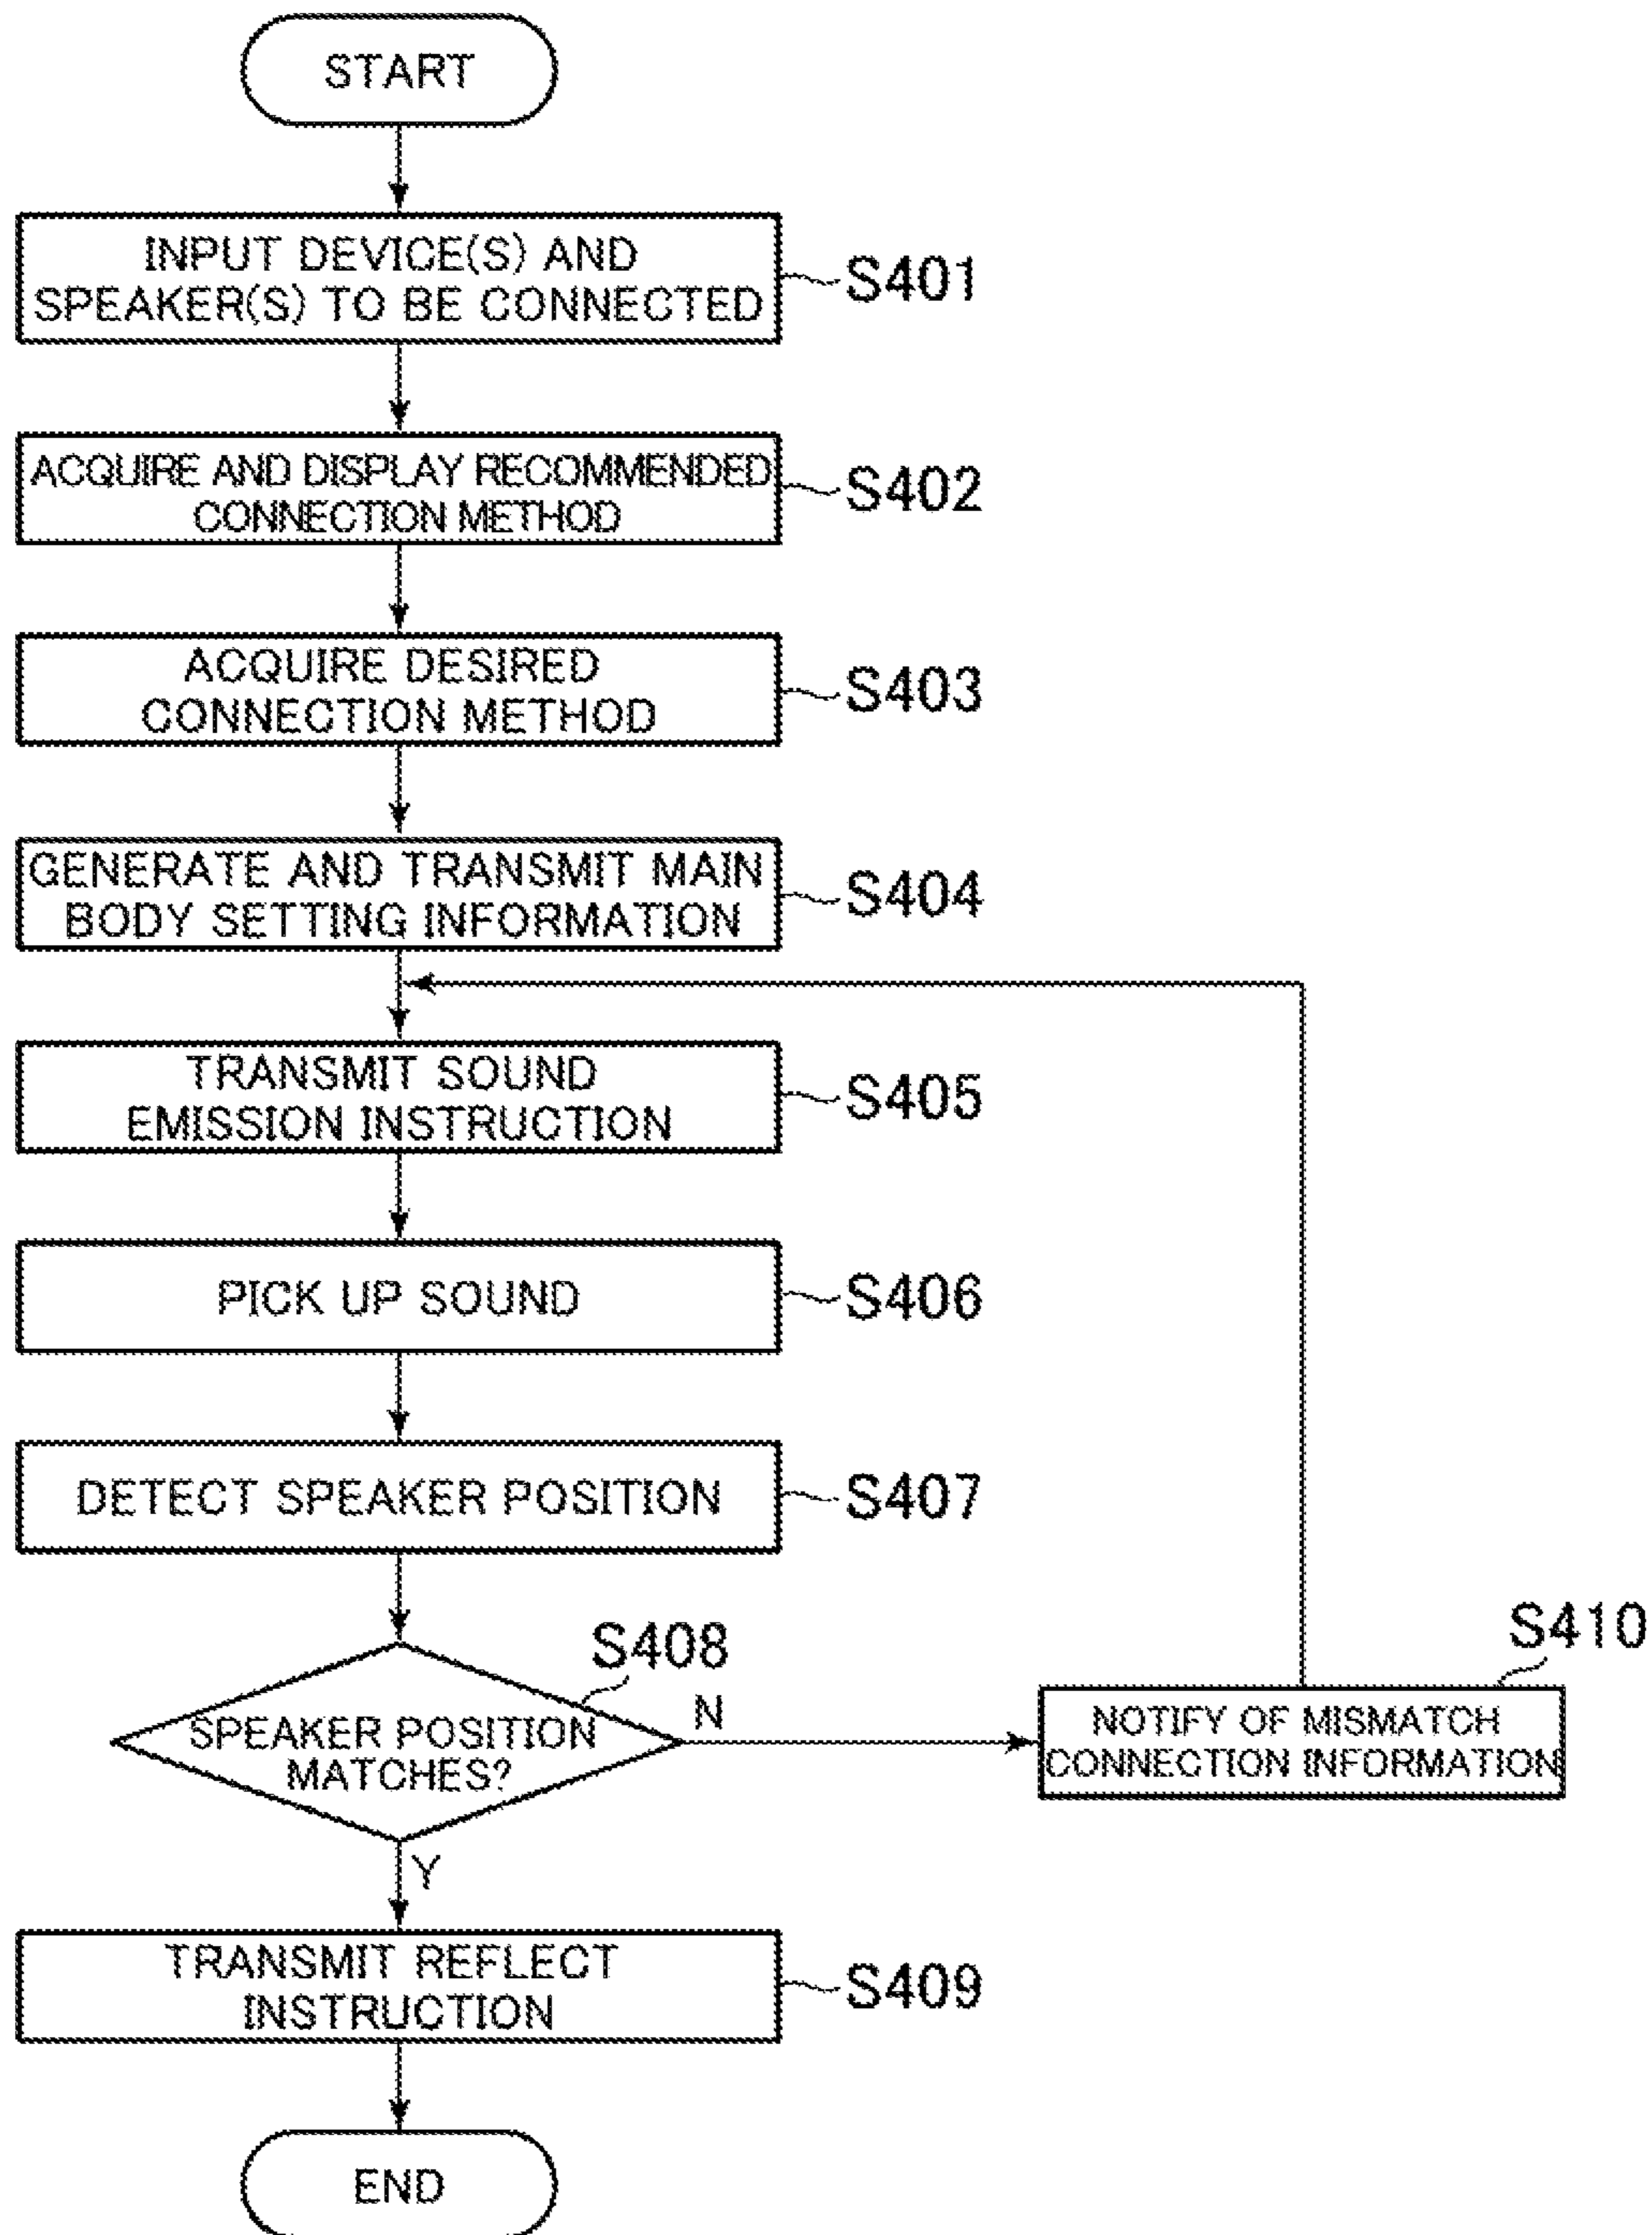 START
INPUT DEVICE(S) AND
SPEAKER(S) TO BE CONNECTED
S401
ACQUIRE AND DISPLAY RECOMMENDED
CONNECTION METHOD
S402
ACQUIRE DESIRED
CONNECTION METHOD
S403
GENERATE AND TRANSMIT MAIN
BODY SETTING INFORMATION
S404
TRANSMIT SOUND
EMISSION INSTRUCTION
S405
PICK UP SOUND
S406
DETECT SPEAKER POSITION
S407
S408
SPEAKER POSITION
MATCHES?
N
S410
NOTIFY OF MISMATCH
CONNECTION INFORMATION
Y
TRANSMIT REFLECT
INSTRUCTION
S409
END